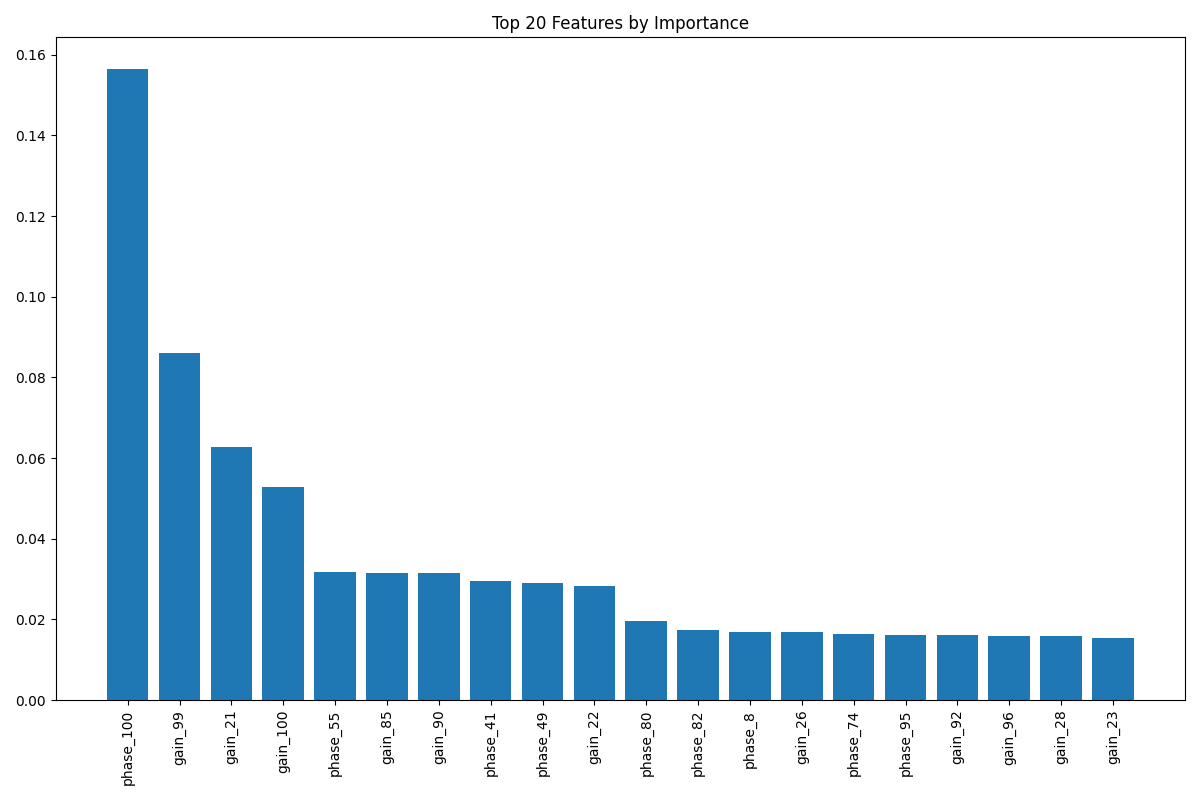 Top 20 Features by Importance
0.16
0.14
0.12
0.10
0.08
0.06
0.04
0.02
0.00
phase_100
gain_99
gain_21
gain_100
phase_55
gain_85
gain_90
phase_41
phase_49
gain_22
phase_80
phase_82
phase_8
gain_26
phase_74
phase_95
gain_92
gain_96
gain_28
gain_23